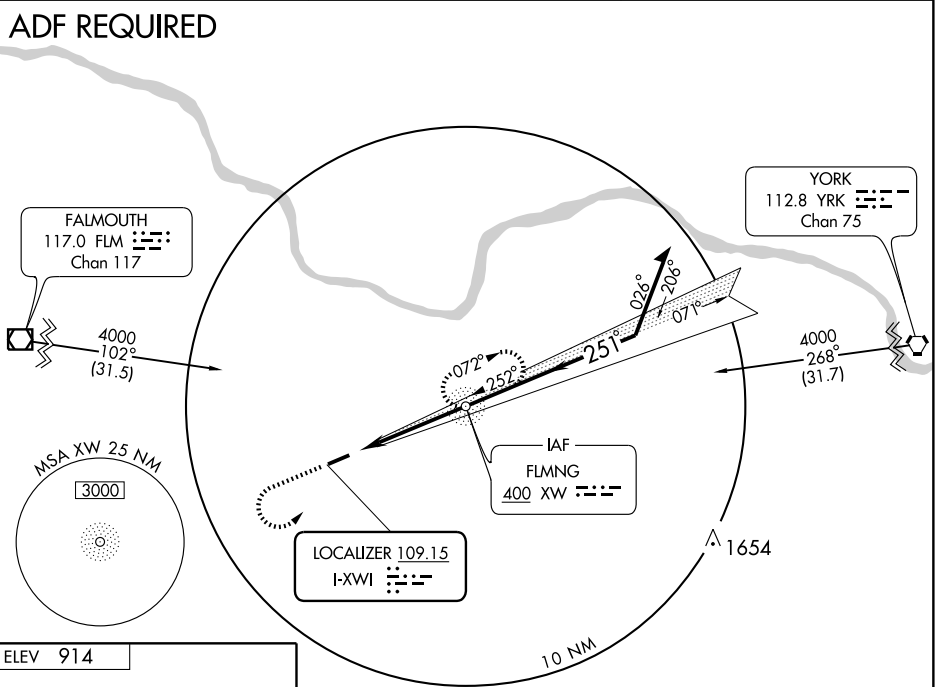 ADF REQUIRED
FALMOUTH
117.0 FLM
Chan 117
YORK
112.8 YRK
Chan 75
4000
102°
(31.5)
026°
206°
071°
251°
072°
252°
4000
268°
(31.7)
IAF
FLMNG
400 XW
MSA XW 25 NM
3000
LOCALIZER 109.15
I-XWI
1654
10 NM
ELEV 914